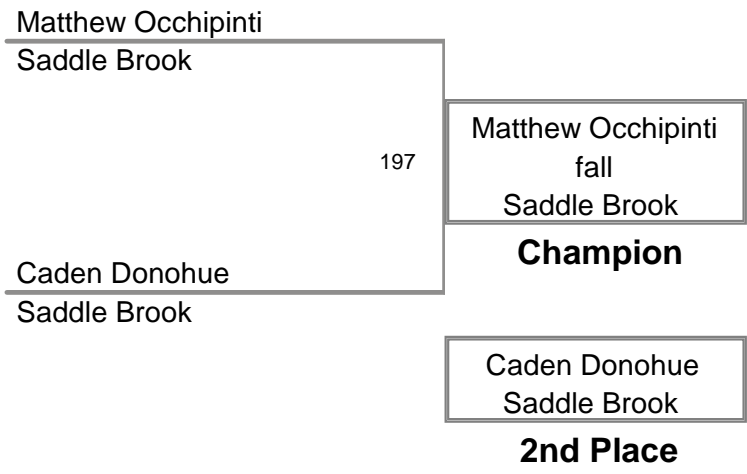 Matthew Occhipinti
Saddle Brook
197
Matthew Occhipinti
fall
Saddle Brook
Champion
Caden Donohue
Saddle Brook
Caden Donohue
Saddle Brook
2nd Place